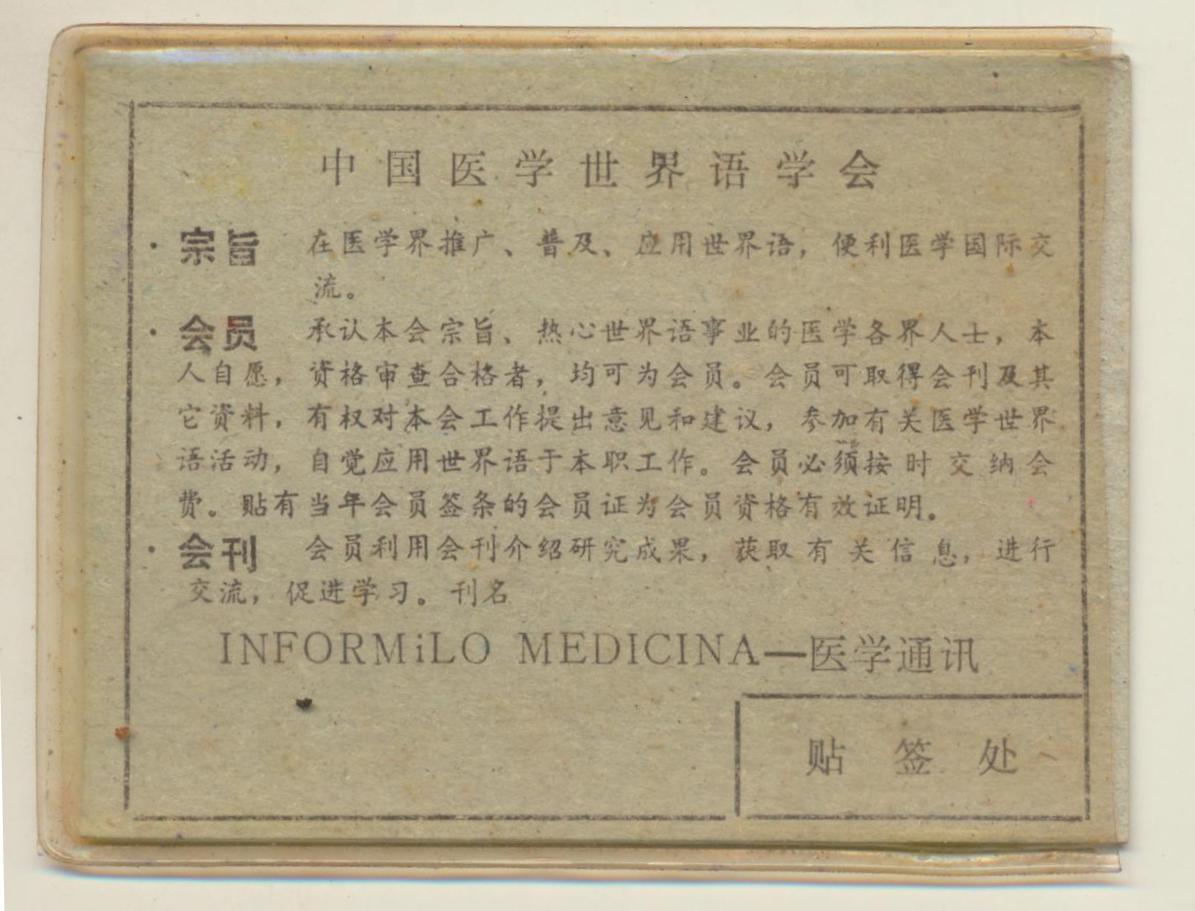 中国医学世界语学会
·宗旨 在医学界推广、普及、应用世界语，便利医学国际交
流。
·会员 承认本会宗旨、热心世界语事业的医学各界人士，本
人自愿，资格审查合格者，均可为会员。会员可取得会刊及其
它资料，有权对本会工作提出意见和建议，参加有关医学世界
语活动，自觉应用世界语于本职工作。会员必须按时交纳会
费。贴有当年会员签条的会员证为会员资格有效证明。
·会刊 会员利用会刊介绍研究成果，获取有关信息，进行
交流，促进学习。刊名
INFORMiLO MEDICINA—医学通讯
贴签处